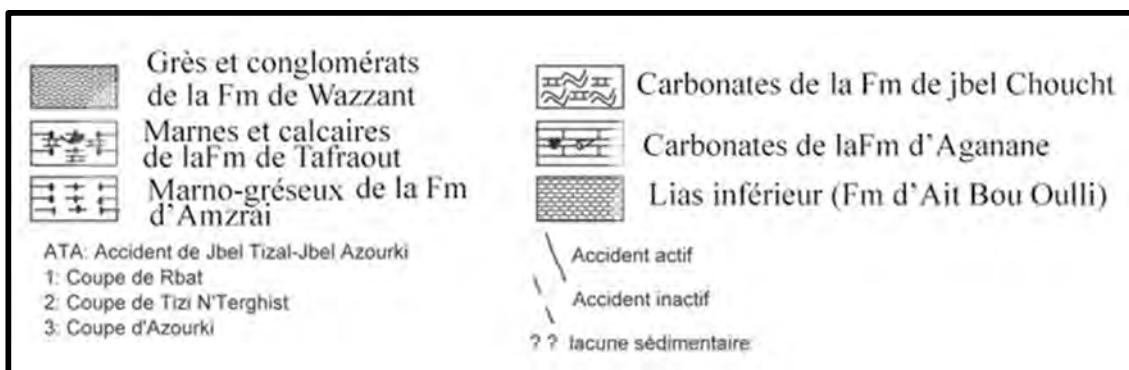 Grès et conglomérats
de la Fm de Wazzant
Marnes et calcaires
de laFm de Tafraout
Marno-gréseux de la Fm
d'Amzrai
ATA: Accident de Jbel Tizal-Jbel Azourki
1: Coupe de Rbat
2: Coupe de Tizi N'Terghist
3: Coupe d'Azourki
Carbonates de la Fm de jbel Choucht
Carbonates de laFm d'Aganane
Lias inférieur (Fm d'Ait Bou Oulli)
Accident actif
Accident inactif
? ? lacune sédimentaire